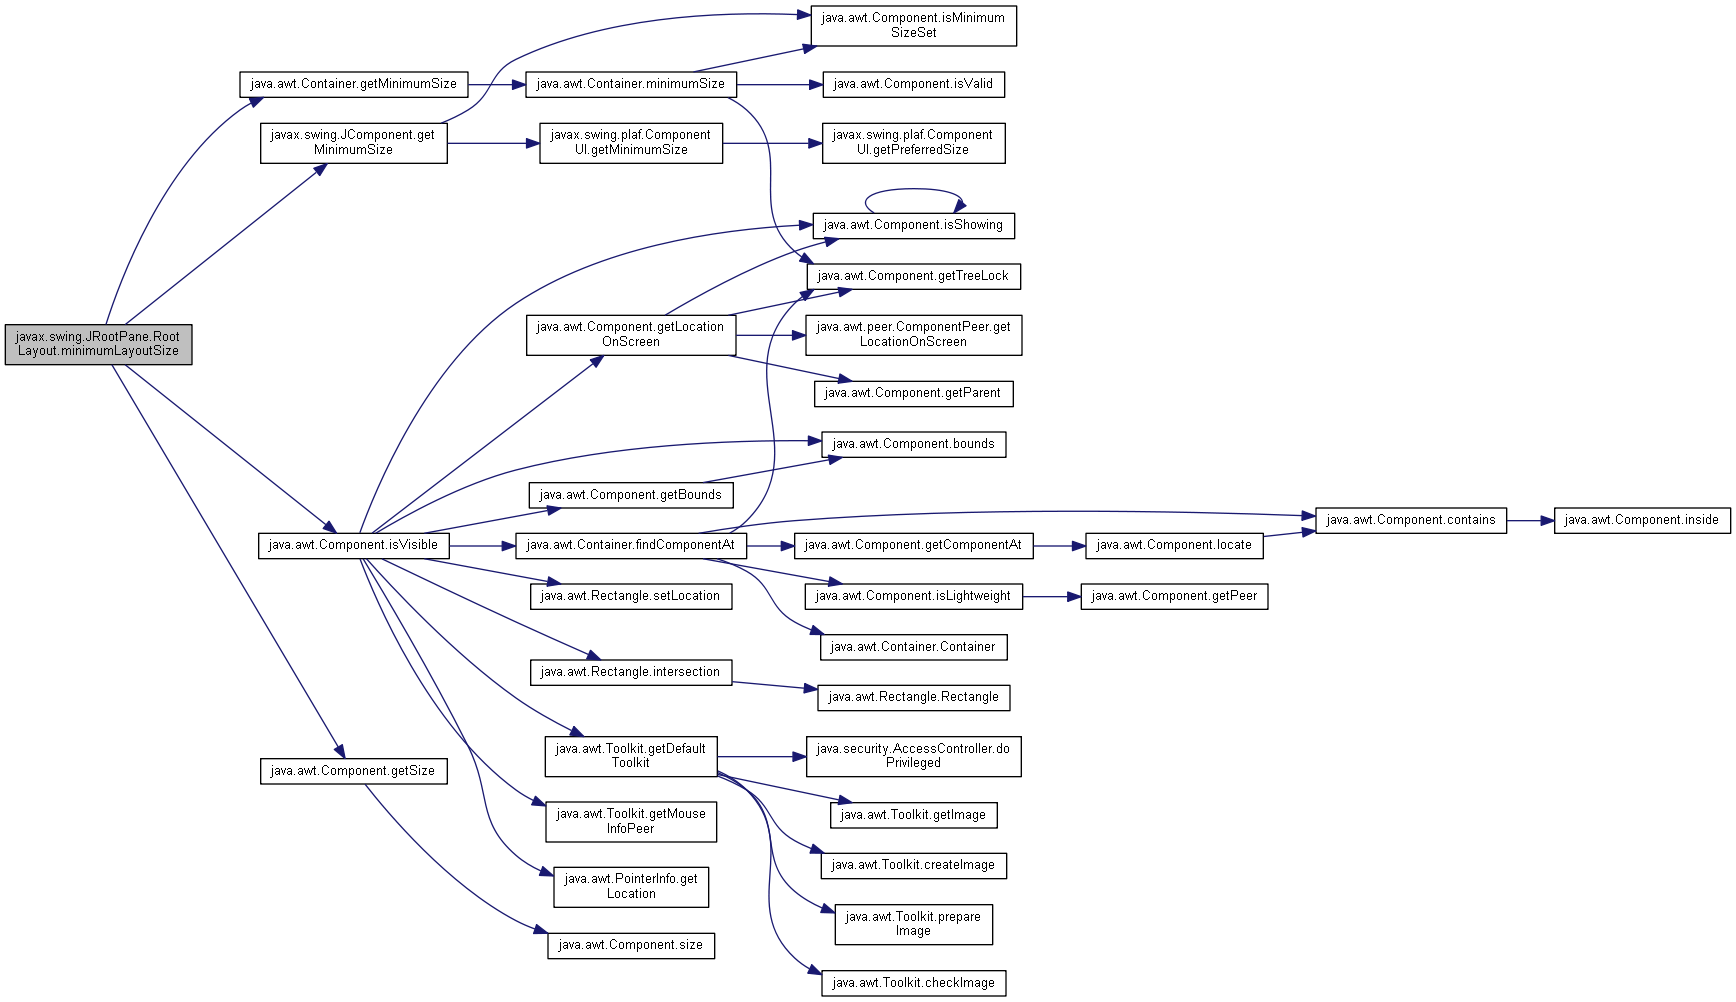 java.awt.Component.isMinimum
SizeSet
java.awt.Container.getMinimumSize
java.awt.Container.minimumSize
java.awt.Component.isValid
javax.swing.JComponent.get
MinimumSize
javax.swing.plaf.Component
UI.getMinimumSize
javax.swing.plaf.Component
UI.getPreferredSize
java.awt.Component.isShowing
java.awt.Component.getTreeLock
javax.swing.JRootPane.Root
Layout.minimumLayoutSize
java.awt.Component.getLocation
OnScreen
java.awt.peer.ComponentPeer.get
LocationOnScreen
java.awt.Component.getParent
java.awt.Component.bounds
java.awt.Component.getBounds
java.awt.Component.contains
java.awt.Component.inside
java.awt.Component.isVisible
java.awt.Container.findComponentAt
java.awt.Component.getComponentAt
java.awt.Component.locate
java.awt.Rectangle.setLocation
java.awt.Component.isLightweight
java.awt.Component.getPeer
java.awt.Container.Container
java.awt.Rectangle.intersection
java.awt.Rectangle.Rectangle
java.awt.Toolkit.getDefault
Toolkit
java.security.AccessController.do
Privileged
java.awt.Component.getSize
java.awt.Toolkit.getMouse
InfoPeer
java.awt.Toolkit.getImage
java.awt.Toolkit.createImage
java.awt.PointerInfo.get
Location
java.awt.Toolkit.prepare
Image
java.awt.Component.size
java.awt.Toolkit.checkImage